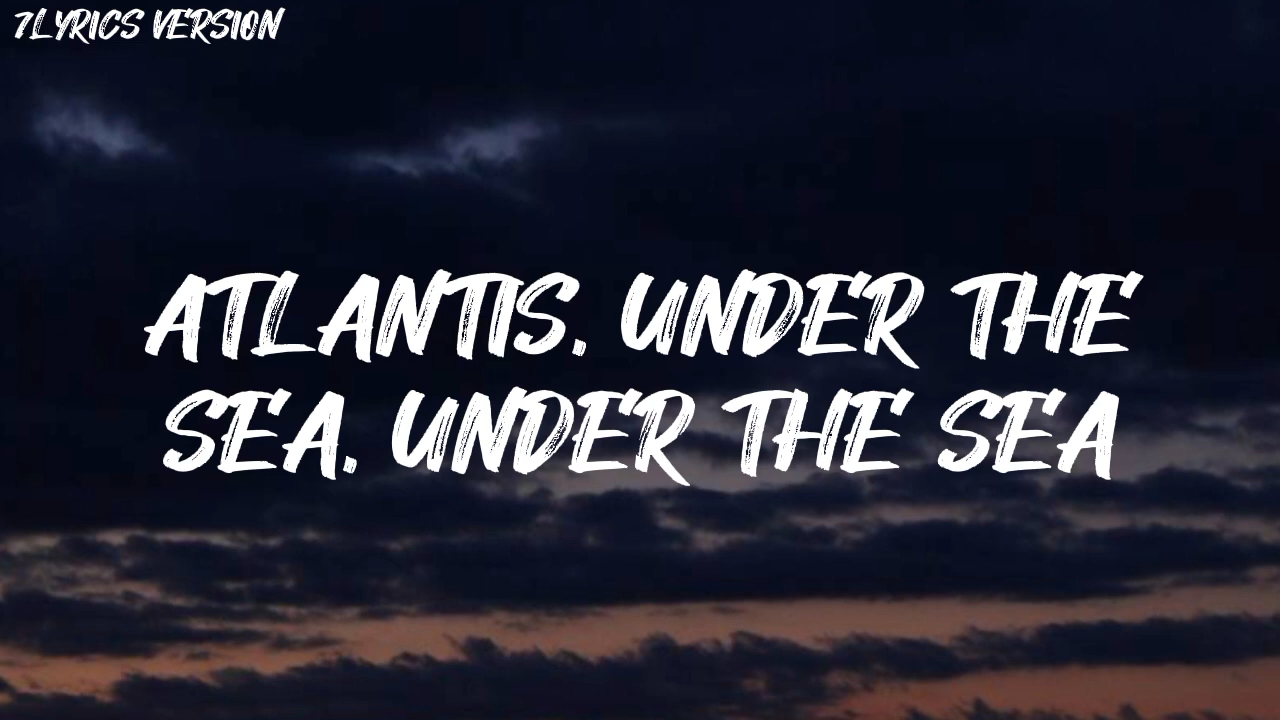 7LYRICS VERSION
ATLANTIS, UNDER THE
SEA, UNDER THE SEA